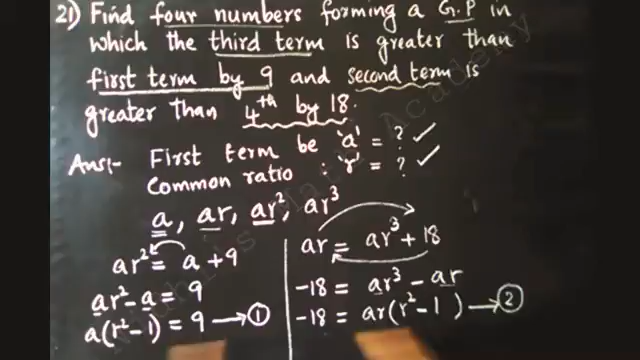 21) Find four numbers forming a G.P in
which the third term is greater than
first term by 9 and second term is
greater than 4th by 18.
Ans:- First term be 'a' = ? ✓
Common ratio : 'r' = ? ✓
a, ar, ar², ar³
ar² = a + 9
ar² - a = 9
a(r² - 1) = 9 → ①
ar = ar³ + 18
-18 = ar³ - ar
-18 = ar(r² - 1) → ②